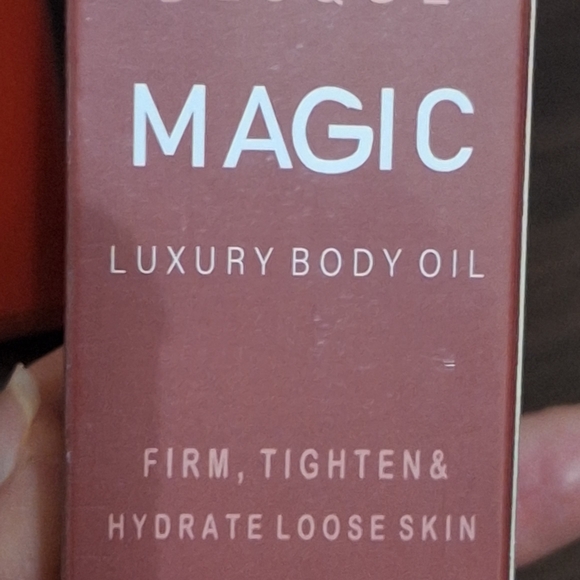 MAGIC
LUXURY BODY OIL
FIRM, TIGHTEN&
HYDRATE LOOSE SKIN